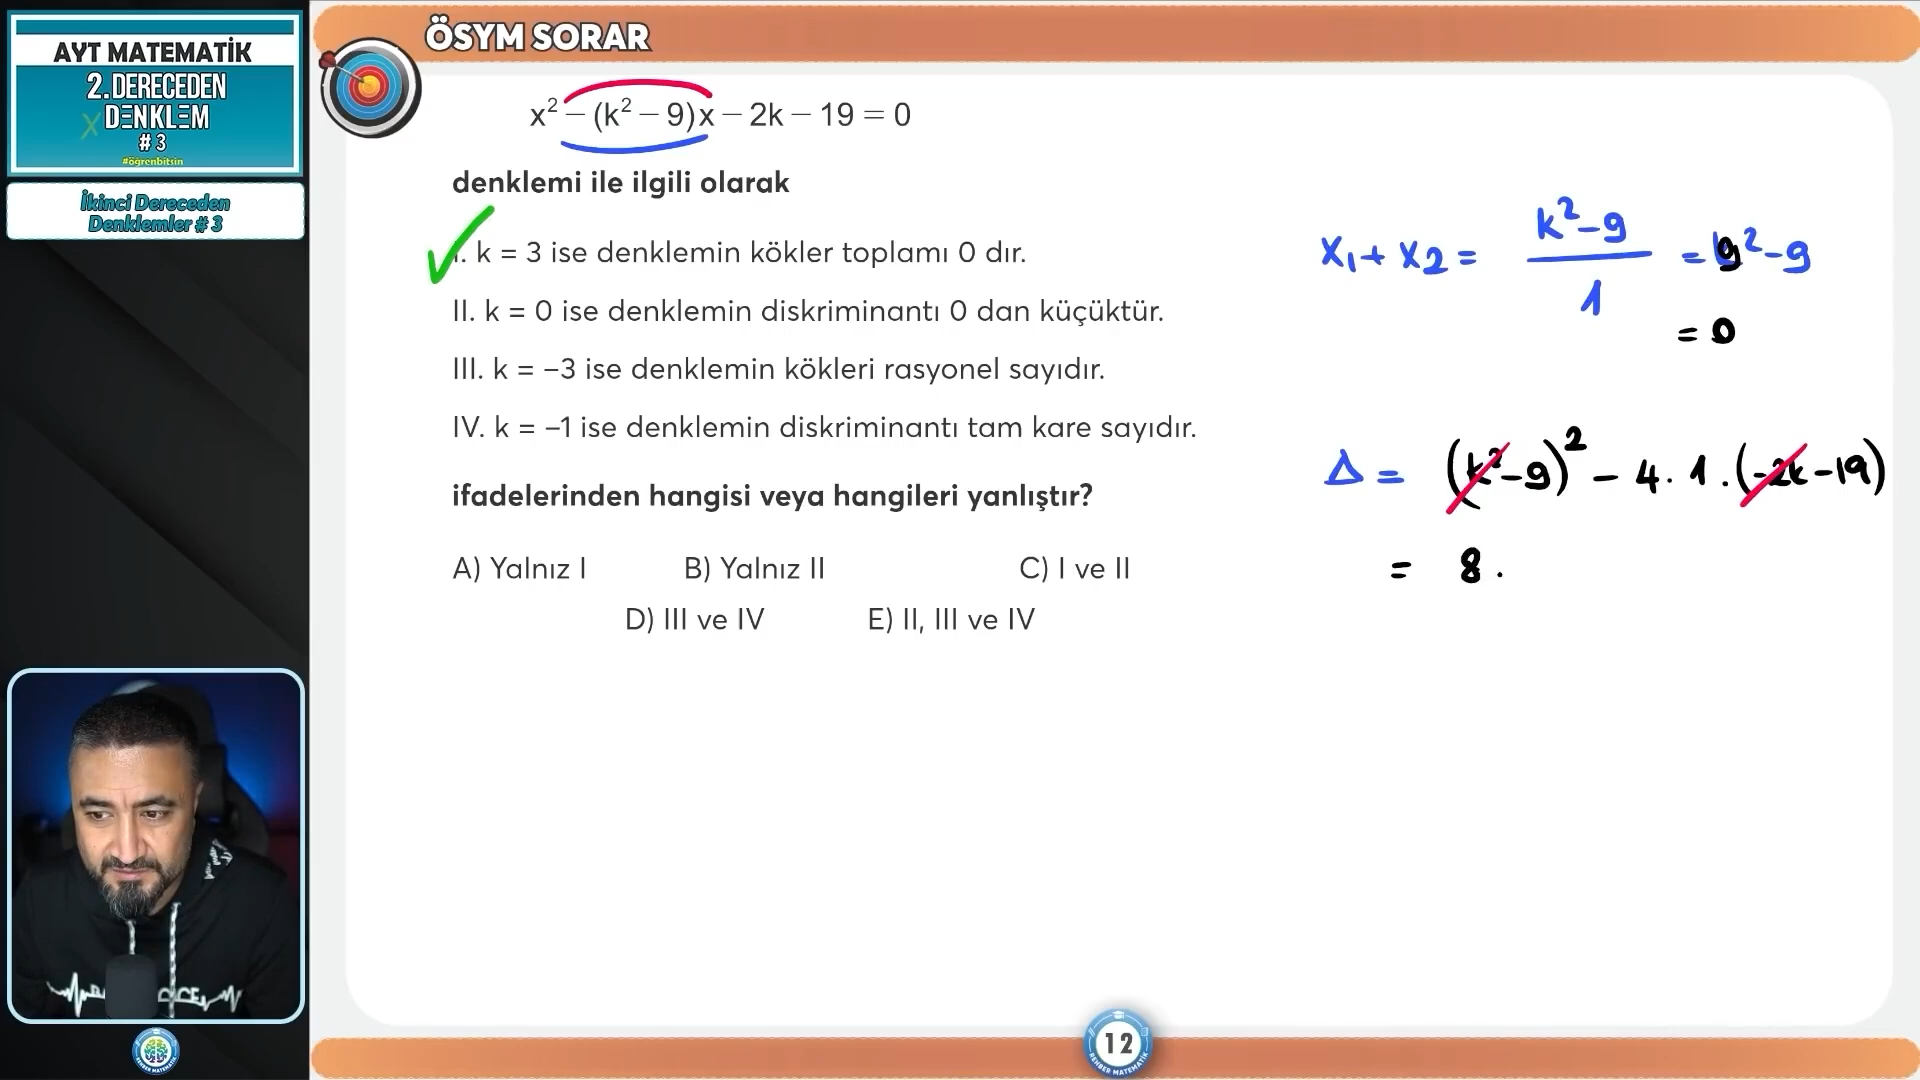 AYT MATEMATİK
2. DERECEDEN
DENKLEM
# 3
#öğrenbitsin
İkinci Dereceden
Denklemler # 3
ÖSYM SORAR
x² − (k² − 9)x − 2k − 19 = 0
denklemi ile ilgili olarak
I. k = 3 ise denklemin kökler toplamı 0 dır.
II. k = 0 ise denklemin diskriminantı 0 dan küçüktür.
III. k = −3 ise denklemin kökleri rasyonel sayıdır.
IV. k = −1 ise denklemin diskriminantı tam kare sayıdır.
ifadelerinden hangisi veya hangileri yanlıştır?
A) Yalnız I B) Yalnız II C) I ve II
D) III ve IV E) II, III ve IV
x₁ + x₂ = k² − 9 / 1 = 9² − 9
= 0
Δ = (k² − 9)² − 4 . 1 . (−2k − 19)
= 8 .
12
REHBER MATEMATİK